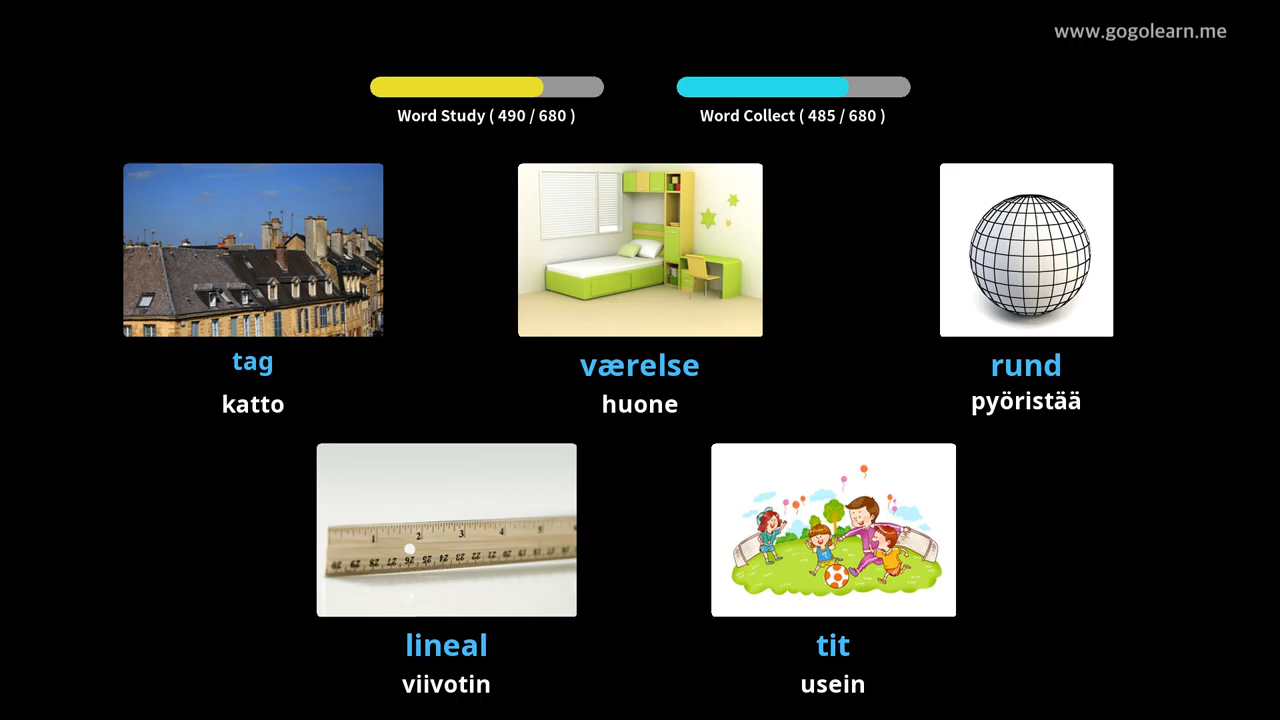 www.gogolearn.me
Word Study ( 490 / 680 )
Word Collect ( 485 / 680 )
tag
katto
værelse
huone
rund
pyöristää
lineal
viivotin
tit
usein